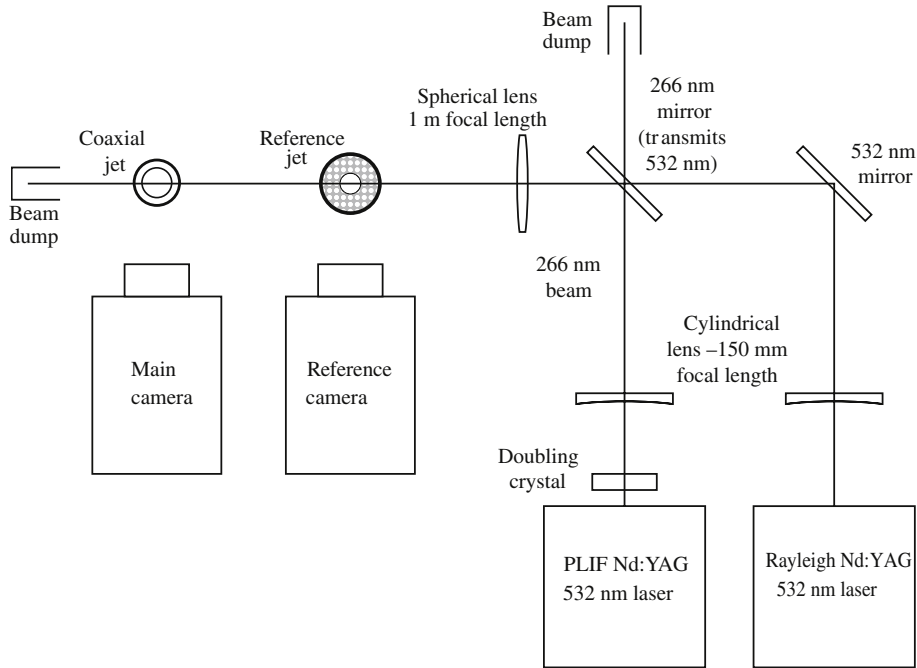 Beam
dump
266 nm
mirror
(transmits
532 nm)
Spherical lens
1 m focal length
Coaxial
jet
Reference
jet
532 nm
mirror
Beam
dump
266 nm
beam
Cylindrical
lens –150 mm
focal length
Main
camera
Reference
camera
Doubling
crystal
PLIF Nd:YAG
532 nm laser
Rayleigh Nd:YAG
532 nm laser